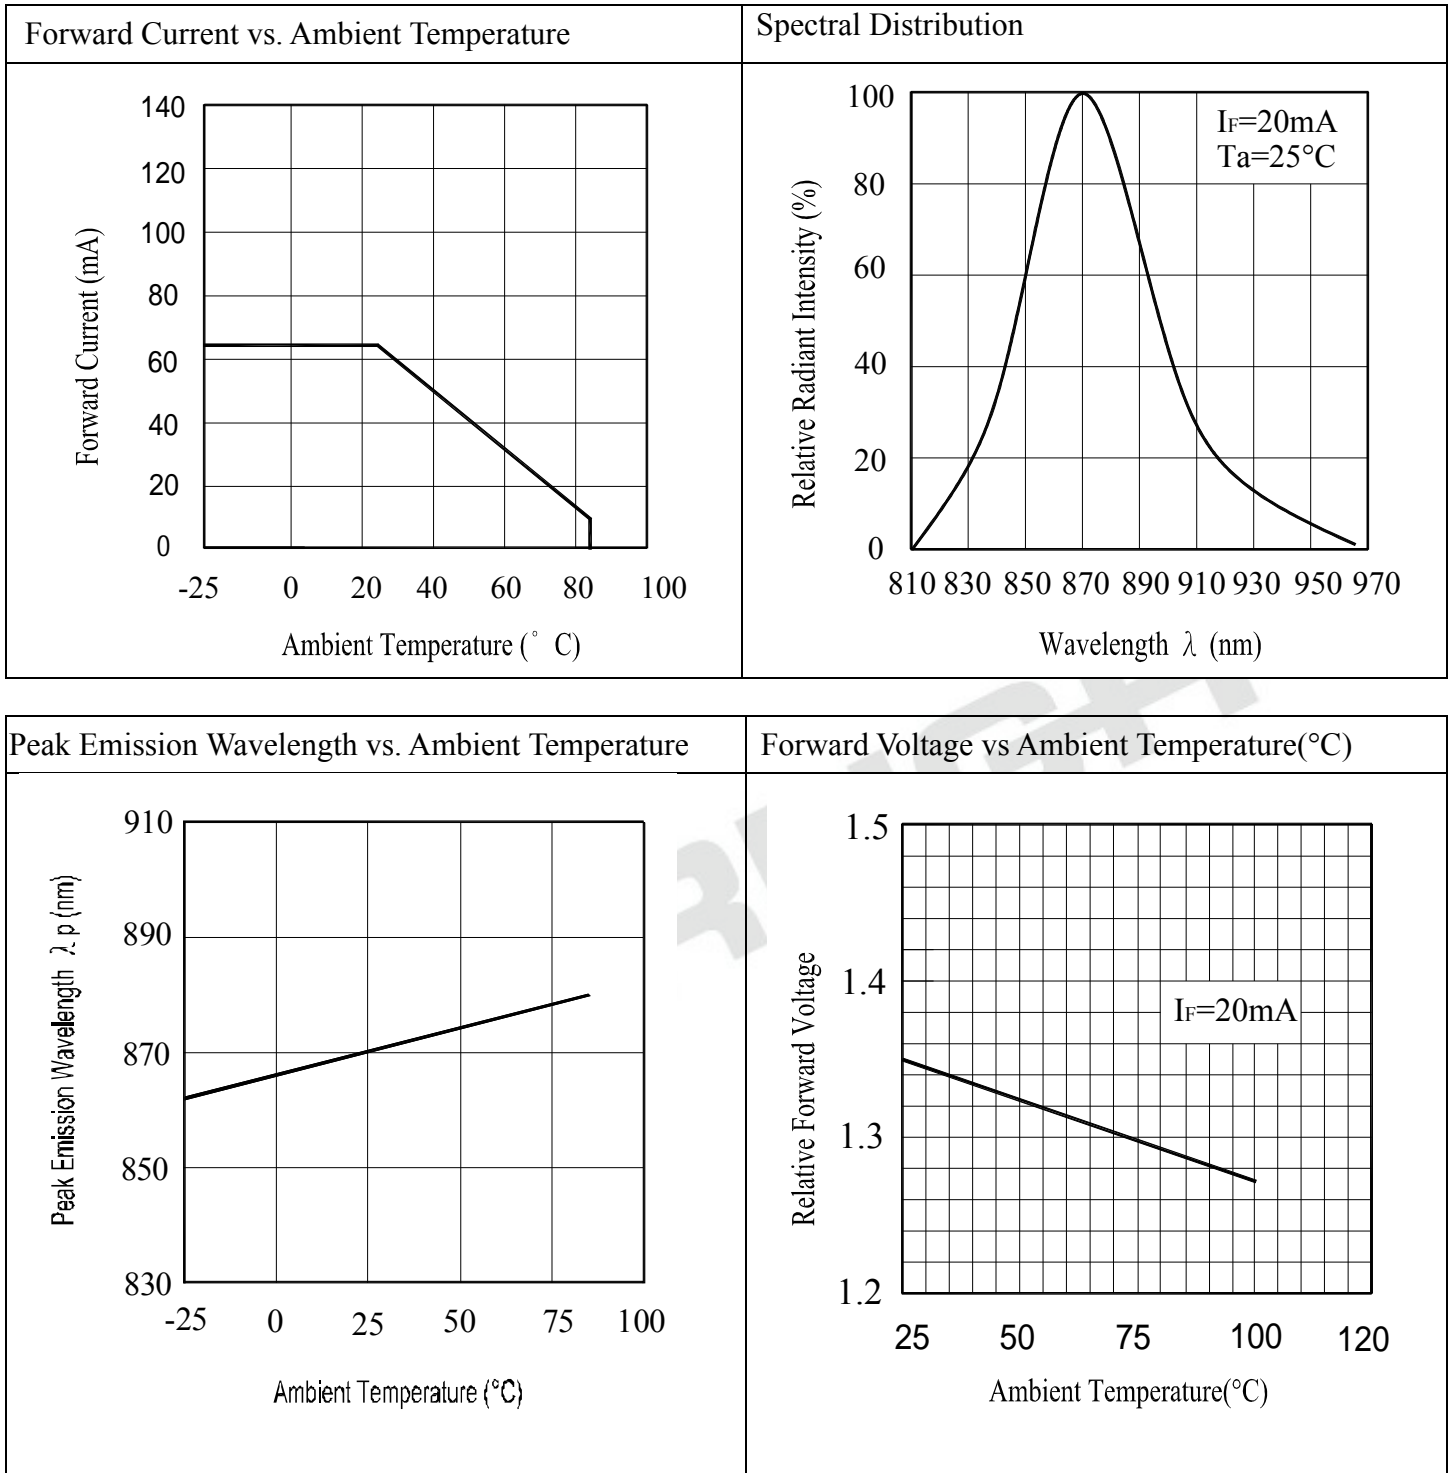 Forward Current vs. Ambient Temperature
140
120
100
80
60
40
20
0
-25 0 20 40 60 80 100
Forward Current (mA)
Ambient Temperature (° C)
Spectral Distribution
100
80
60
40
20
0
810 830 850 870 890 910 930 950 970
IF=20mA
Ta=25°C
Relative Radiant Intensity (%)
Wavelength λ (nm)
Peak Emission Wavelength vs. Ambient Temperature
910
890
870
850
830
-25 0 25 50 75 100
Peak Emission Wavelength λ p (nm)
Ambient Temperature (°C)
Forward Voltage vs Ambient Temperature(°C)
1.5
1.4
1.3
1.2
25 50 75 100 120
IF=20mA
Relative Forward Voltage
Ambient Temperature(°C)